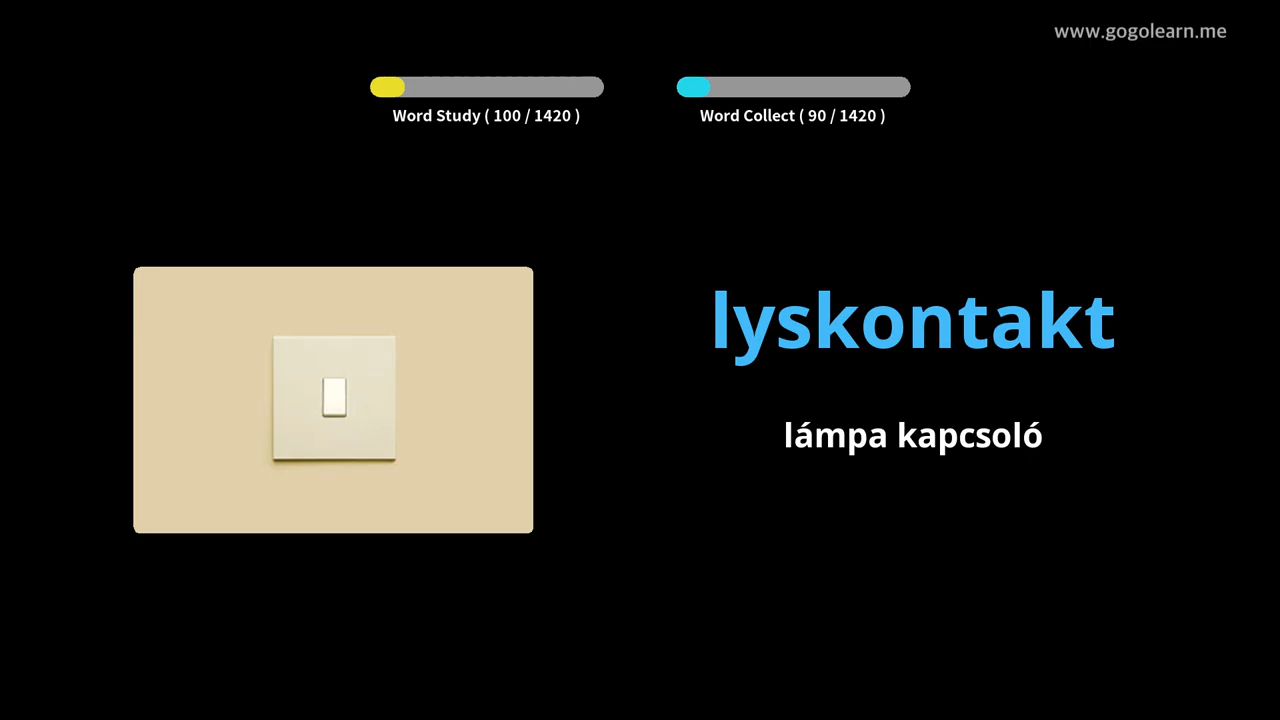 www.gogolearn.me
Word Study ( 100 / 1420 )
Word Collect ( 90 / 1420 )
lyskontakt
lámpa kapcsoló